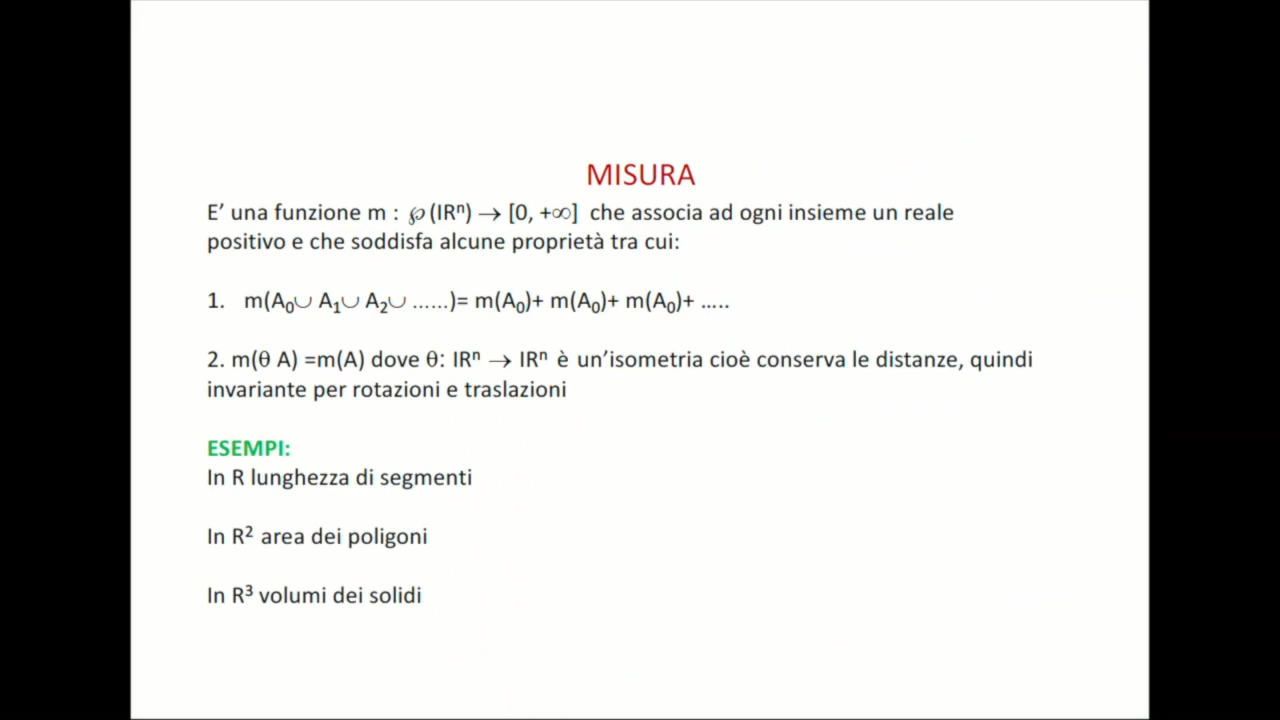 MISURA
E' una funzione m : ℘(IRⁿ) → [0, +∞] che associa ad ogni insieme un reale
positivo e che soddisfa alcune proprietà tra cui:
1. m(A₀∪ A₁∪ A₂∪ ......)= m(A₀)+ m(A₀)+ m(A₀)+ .....
2. m(θ A) =m(A) dove θ: IRⁿ → IRⁿ è un'isometria cioè conserva le distanze, quindi
invariante per rotazioni e traslazioni
ESEMPI:
In R lunghezza di segmenti
In R² area dei poligoni
In R³ volumi dei solidi